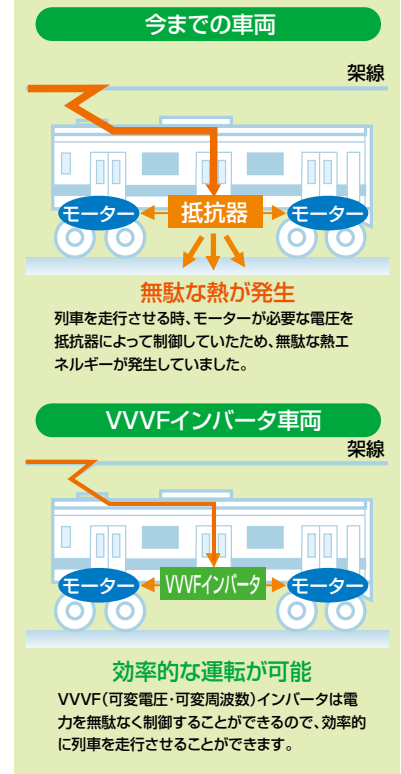 今までの車両
架線
モーター 抵抗器 モーター
無駄な熱が発生
列車を走行させる時、モーターが必要な電圧を
抵抗器によって制御していたため、無駄な熱エ
ネルギーが発生していました。
VVVFインバータ車両
架線
モーター VVVFインバータ モーター
効率的な運転が可能
VVVF(可変電圧･可変周波数)インバータは電
力を無駄なく制御することができるので、効率的
に列車を走行させることができます。